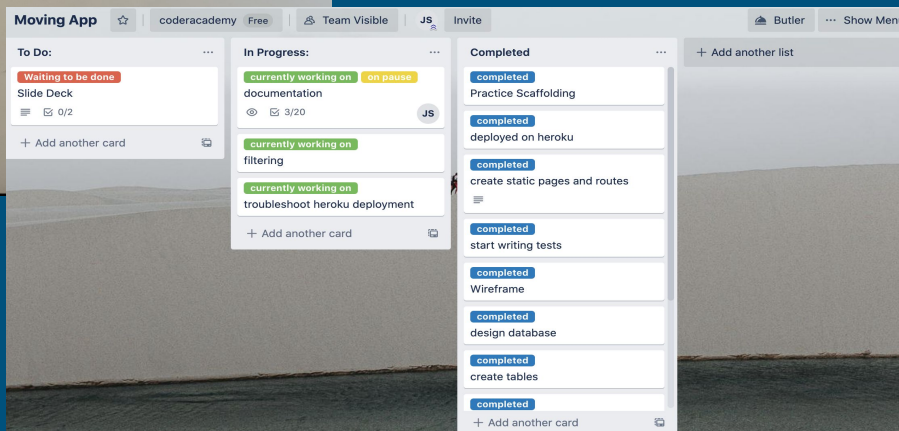 Moving App coderacademy Free Team Visible JS Invite Butler ... Show Men
To Do: ...
Waiting to be done
Slide Deck
0/2
+ Add another card
In Progress: ...
currently working on on pause
documentation
3/20 JS
currently working on
filtering
currently working on
troubleshoot heroku deployment
+ Add another card
Completed ...
completed
Practice Scaffolding
completed
deployed on heroku
completed
create static pages and routes
completed
start writing tests
completed
Wireframe
completed
design database
completed
create tables
completed
+ Add another card
+ Add another list